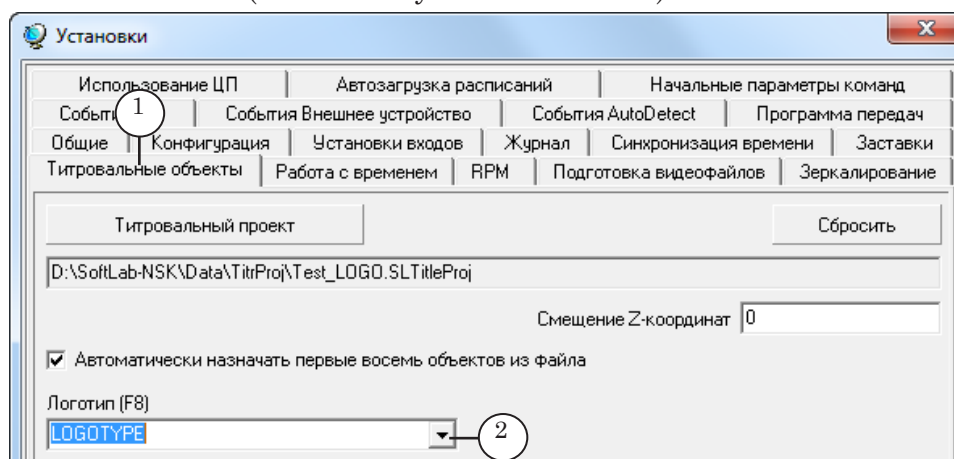 Установки
Использование ЦП Автозагрузка расписаний Начальные параметры команд
1
Событи События Внешнее устройство События AutoDetect Программа передач
Общие Конфигурация Установки входов Журнал Синхронизация времени Заставки
Титровальные объекты Работа с временем RPM Подготовка видеофайлов Зеркалирование
Титровальный проект Сбросить
D:\SoftLab-NSK\Data\TitrProj\Test_LOGO.SLTitleProj
Смещение Z-координат 0
Автоматически назначать первые восемь объектов из файла
Логотип (F8)
LOGOTYPE 2